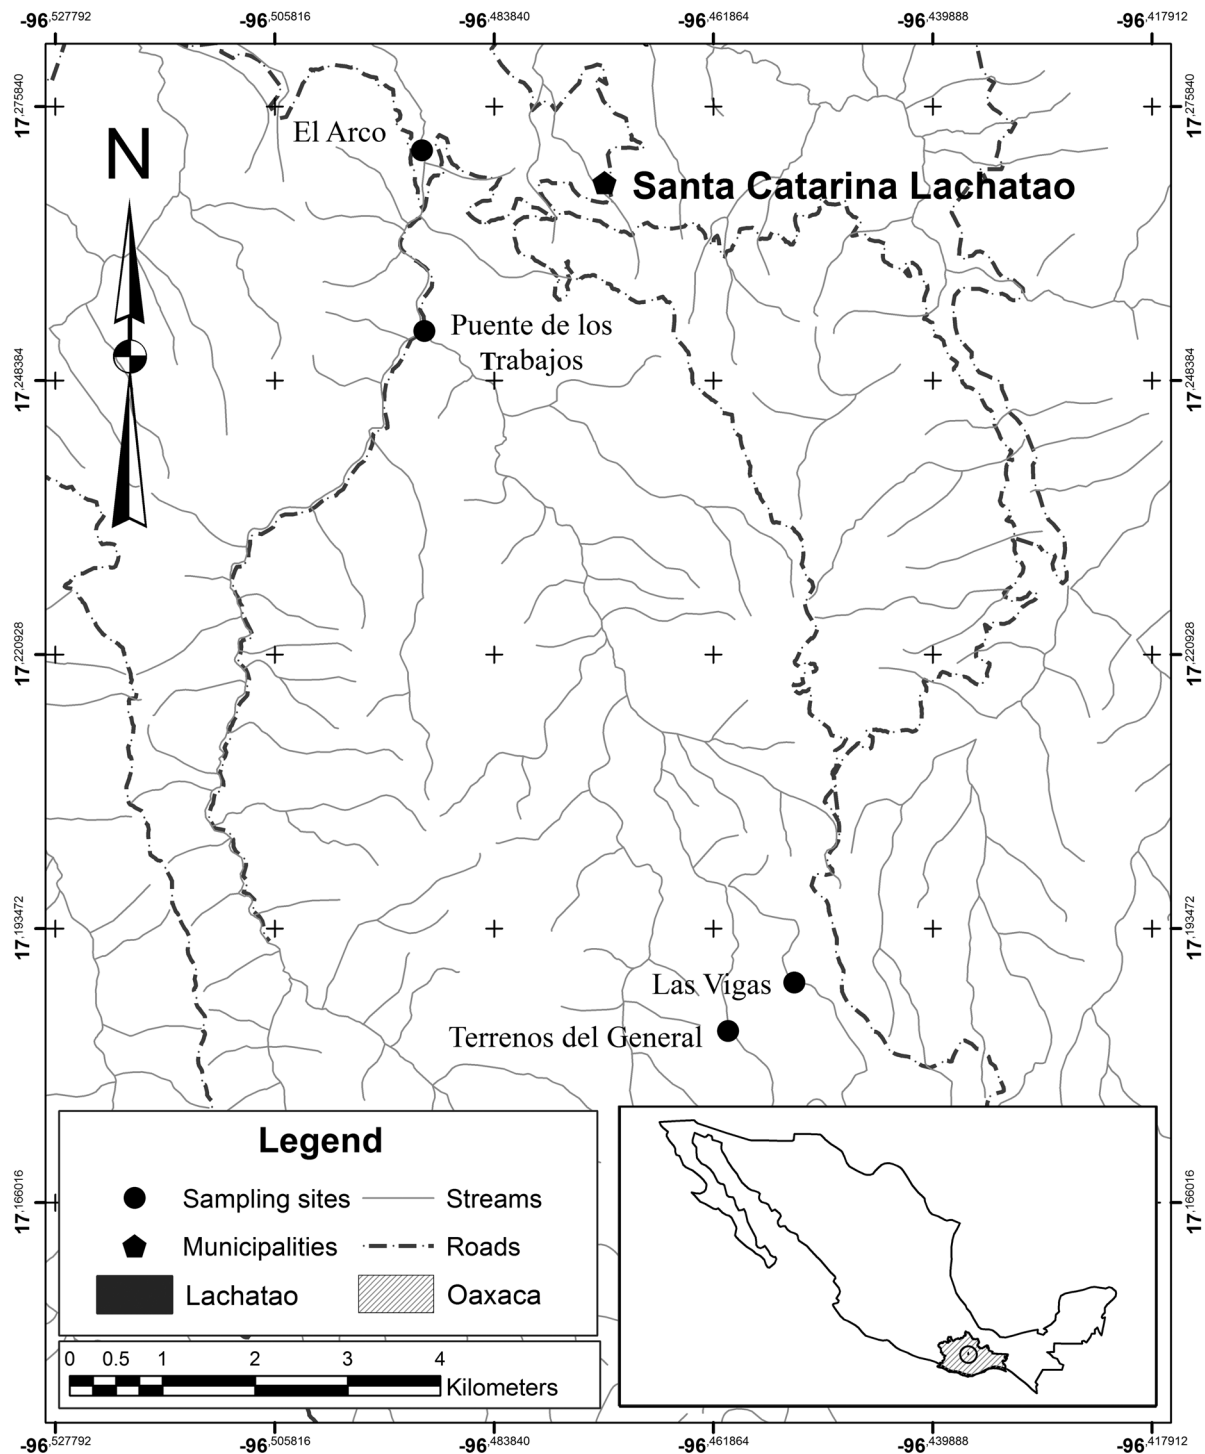 -96.527792 -96.505816 -96.483840 -96.461864 -96.439888 -96.417912
17.275840 17.275840
El Arco
N
Santa Catarina Lachatao
Puente de los
Trabajos
17.248384 17.248384
17.220928 17.220928
17.193472 17.193472
Las Vigas
Terrenos del General
Legend
Sampling sites Streams
17.166016 17.166016
Municipalities Roads
Lachatao Oaxaca
0 0.5 1 2 3 4
Kilometers
-96.527792 -96.505816 -96.483840 -96.461864 -96.439888 -96.417912